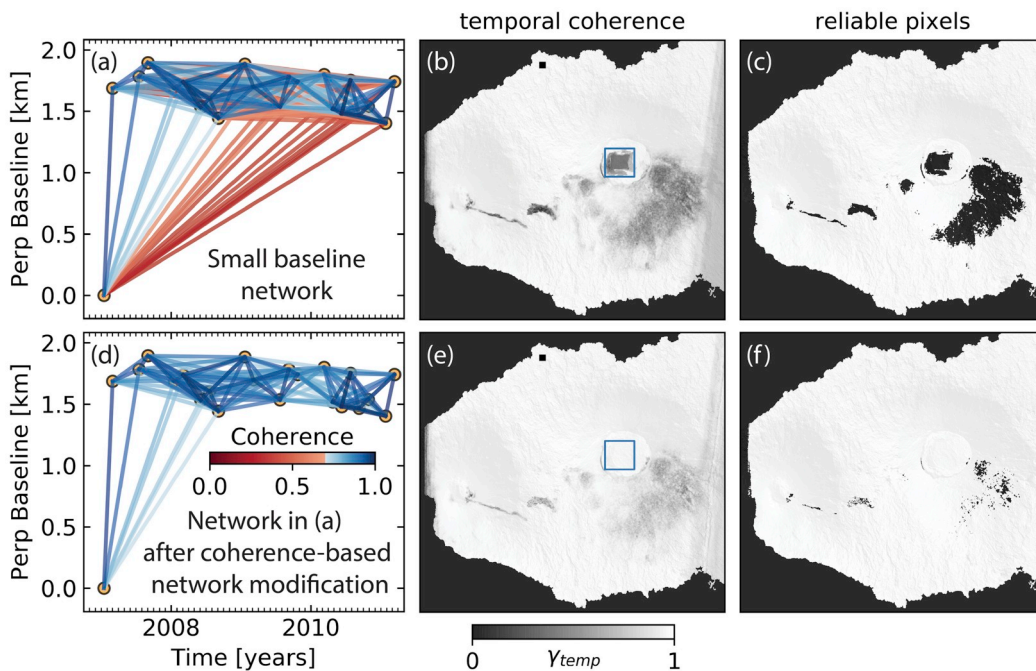 temporal coherence
reliable pixels
(a)
(b)
(c)
2.0
1.5
1.0
0.5
0.0
Perp Baseline [km]
Small baseline
network
(d)
(e)
(f)
2.0
1.5
1.0
0.5
0.0
Perp Baseline [km]
Coherence
0.0 0.5 1.0
Network in (a)
after coherence-based
network modification
2008 2010
Time [years]
0 γtemp 1